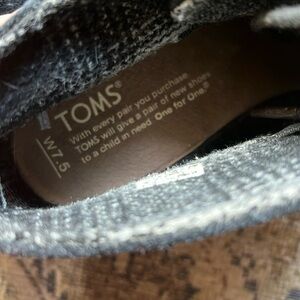 TOMS®
With every pair you purchase
TOMS will give a pair of new shoes
to a child in need One for One.®
W7.5